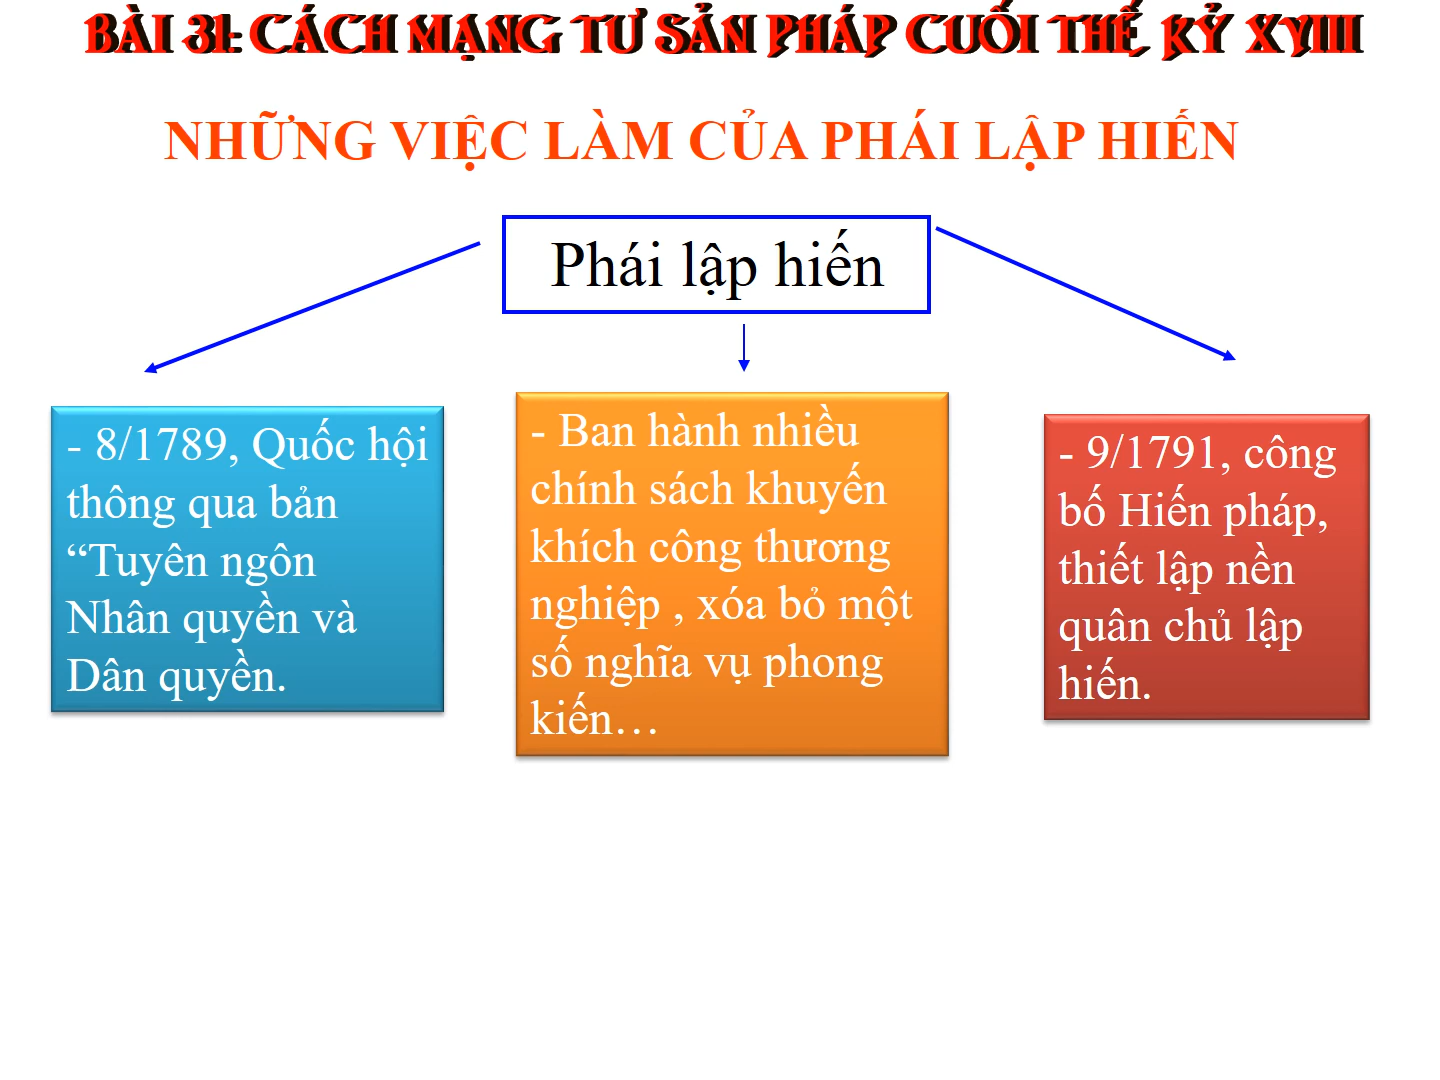 BÀI 31: CÁCH MẠNG TƯ SẢN PHÁP CUỐI THẾ KỶ XVIII
NHỮNG VIỆC LÀM CỦA PHÁI LẬP HIẾN
Phái lập hiến
- 8/1789, Quốc hội
thông qua bản
“Tuyên ngôn
Nhân quyền và
Dân quyền.
- Ban hành nhiều
chính sách khuyến
khích công thương
nghiệp , xóa bỏ một
số nghĩa vụ phong
kiến…
- 9/1791, công
bố Hiến pháp,
thiết lập nền
quân chủ lập
hiến.